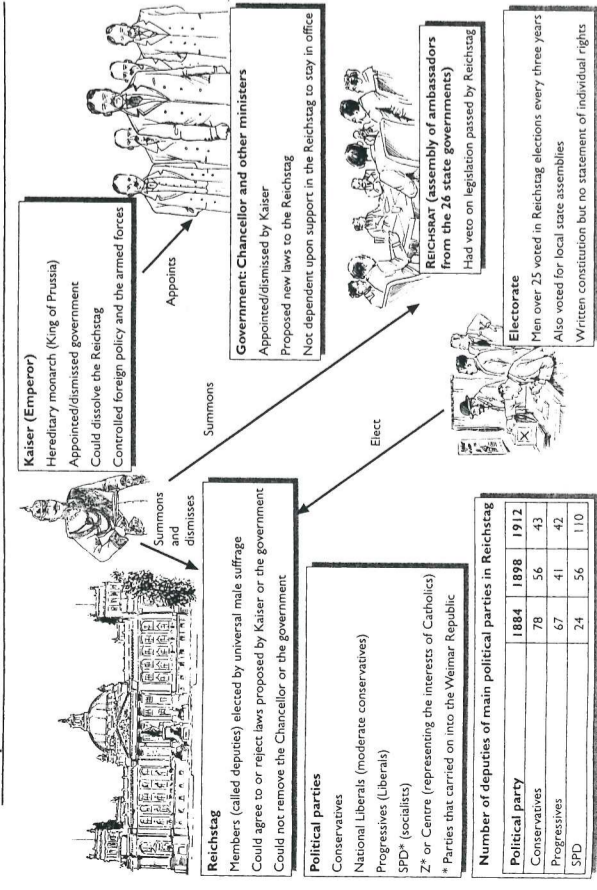 Kaiser (Emperor)
Hereditary monarch (King of Prussia)
Appointed/dismissed government
Could dissolve the Reichstag
Controlled foreign policy and the armed forces
Appoints
Government: Chancellor and other ministers
Appointed/dismissed by Kaiser
Proposed new laws to the Reichstag
Not dependent upon support in the Reichstag to stay in office
Summons
and
dismisses
Summons
Reichstag
Members (called deputies) elected by universal male suffrage
Could agree to or reject laws proposed by Kaiser or the government
Could not remove the Chancellor or the government
REICHSRAT (assembly of ambassadors
from the 26 state governments)
Had veto on legislation passed by Reichstag
Elect
Political parties
Conservatives
National Liberals (moderate conservatives)
Progressives (Liberals)
SPD* (socialists)
Z* or Centre (representing the interests of Catholics)
* Parties that carried on into the Weimar Republic
Electorate
Men over 25 voted in Reichstag elections every three years
Also voted for local state assemblies
Written constitution but no statement of individual rights
Number of deputies of main political parties in Reichstag
Political party 1884 1898 1912
Conservatives 78 56 43
Progressives 67 41 42
SPD 24 56 110